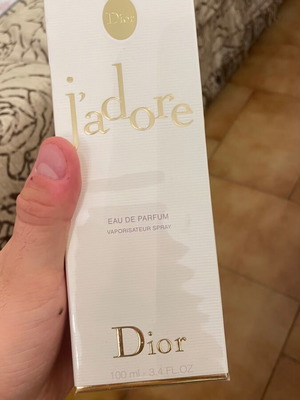 Dior
j'adore
EAU DE PARFUM
VAPORISATEUR SPRAY
Dior
100 ml - 3.4 FL. OZ